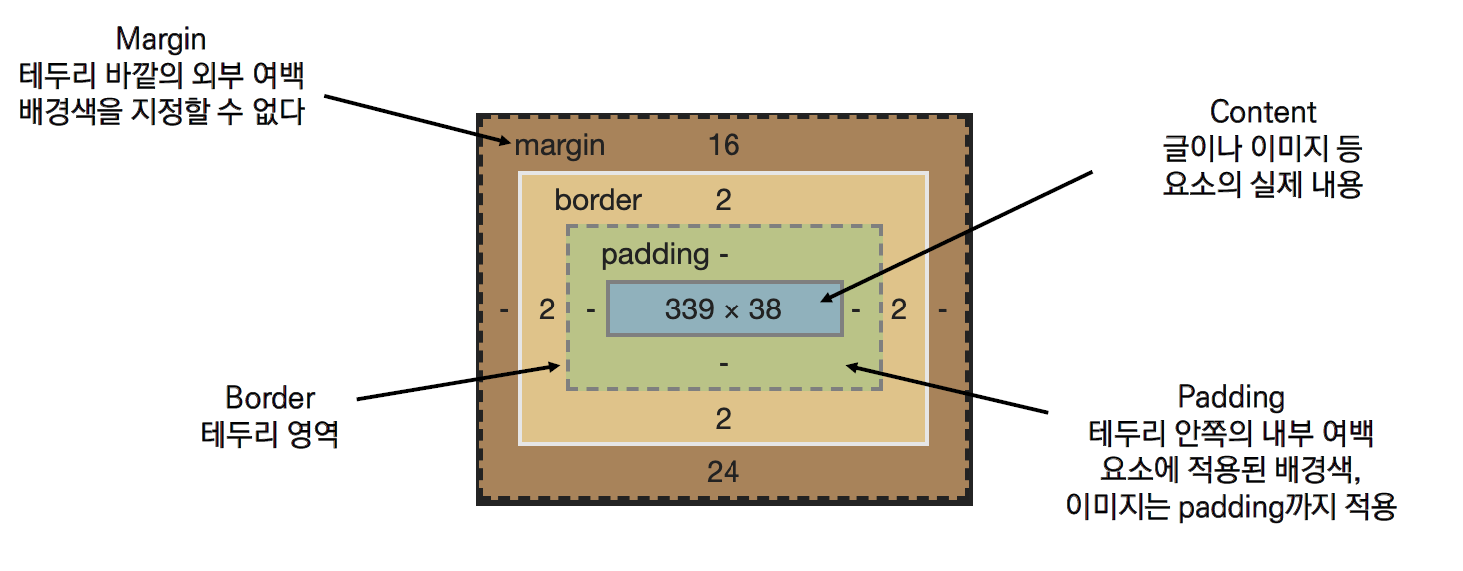 Margin
테두리 바깥의 외부 여백
배경색을 지정할 수 없다
Content
글이나 이미지 등
요소의 실제 내용
margin 16
border 2
padding -
- 2 - 339 × 38 - 2 -
-
2
24
Border
테두리 영역
Padding
테두리 안쪽의 내부 여백
요소에 적용된 배경색,
이미지는 padding까지 적용